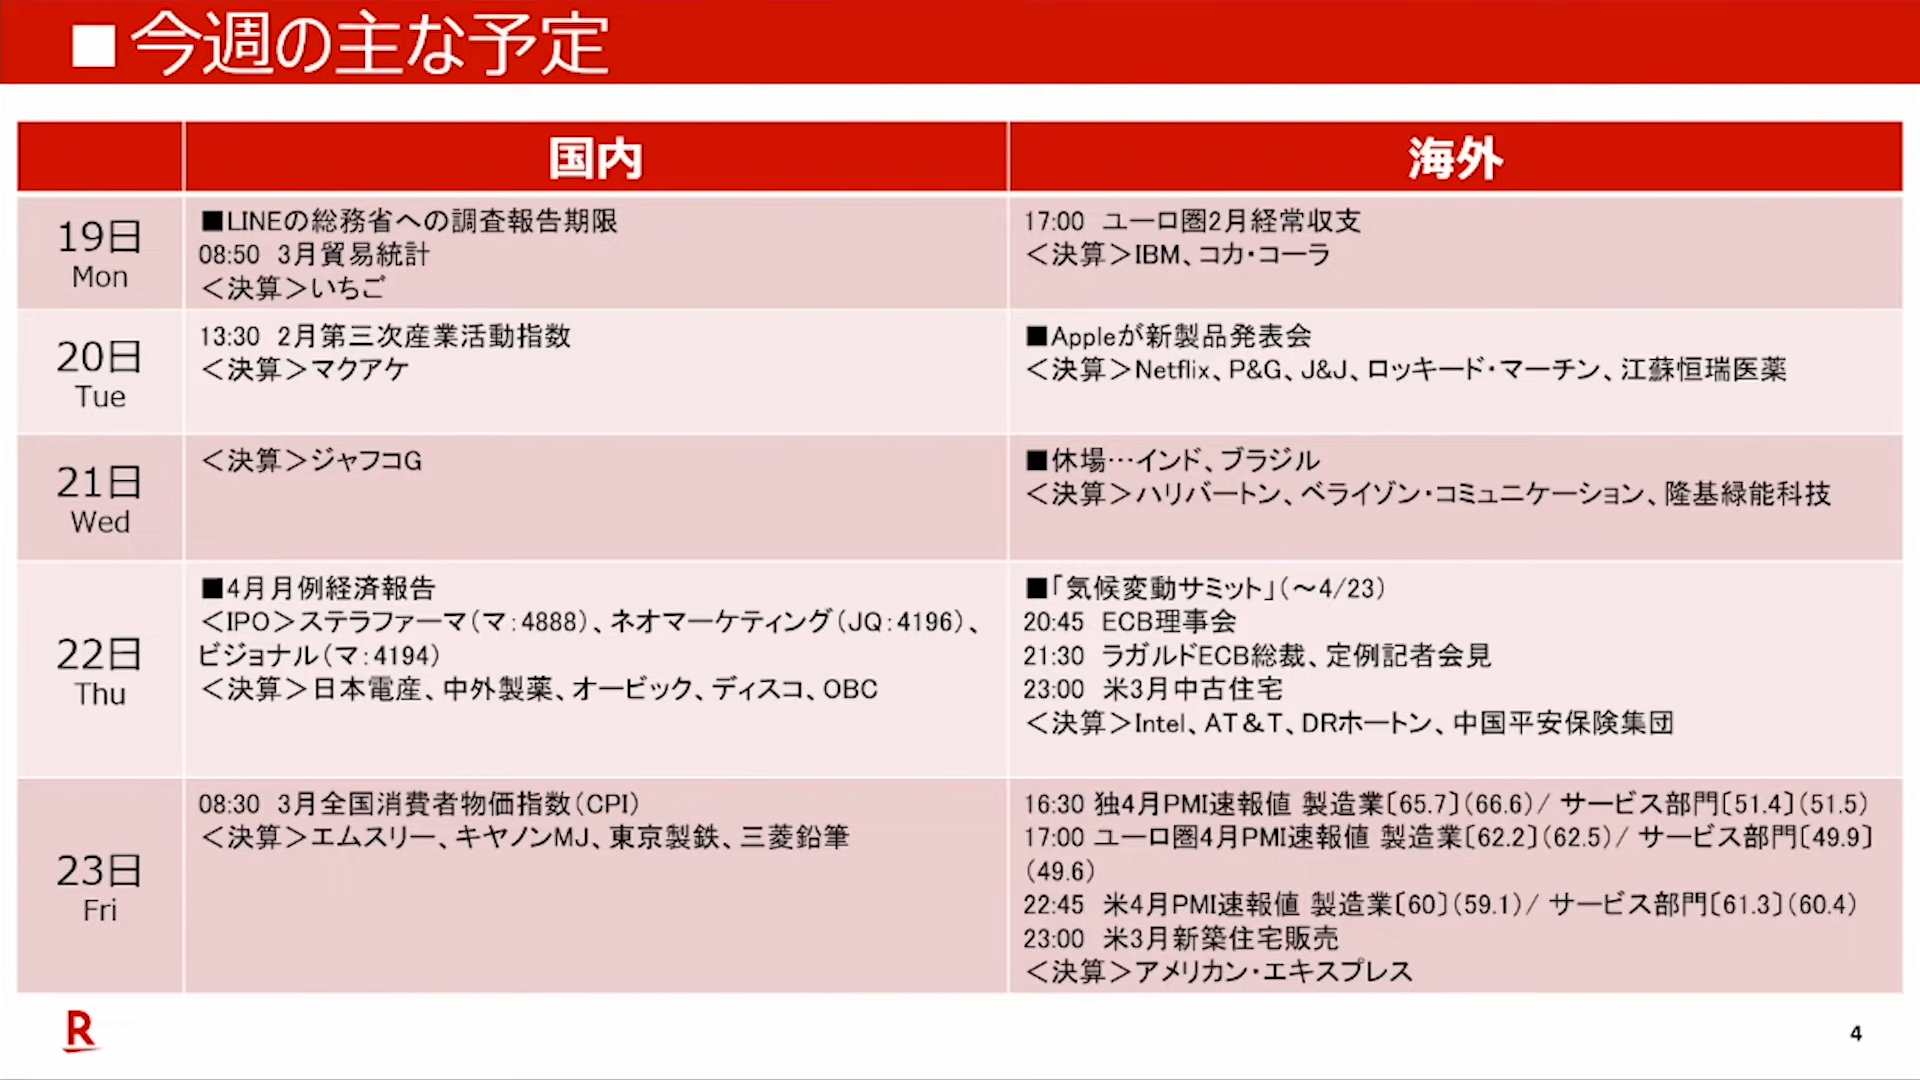 ■今週の主な予定
国内
海外
19日
Mon
■LINEの総務省への調査報告期限
08:50 3月貿易統計
＜決算＞いちご
17:00 ユーロ圏2月経常収支
＜決算＞IBM、コカ・コーラ
20日
Tue
13:30 2月第三次産業活動指数
＜決算＞マクアケ
■Appleが新製品発表会
＜決算＞Netflix、P&G、J&J、ロッキード・マーチン、江蘇恒瑞医薬
21日
Wed
＜決算＞ジャフコG
■休場…インド、ブラジル
＜決算＞ハリバートン、ベライゾン・コミュニケーション、隆基緑能科技
22日
Thu
■4月月例経済報告
＜IPO＞ステラファーマ（マ：4888）、ネオマーケティング（JQ：4196）、
ビジョナル（マ：4194）
＜決算＞日本電産、中外製薬、オービック、ディスコ、OBC
■「気候変動サミット」（～4/23）
20:45 ECB理事会
21:30 ラガルドECB総裁、定例記者会見
23:00 米3月中古住宅
＜決算＞Intel、AT＆T、DRホートン、中国平安保険集団
23日
Fri
08:30 3月全国消費者物価指数（CPI）
＜決算＞エムスリー、キヤノンMJ、東京製鉄、三菱鉛筆
16:30 独4月PMI速報値 製造業〔65.7〕（66.6）/ サービス部門〔51.4〕（51.5）
17:00 ユーロ圏4月PMI速報値 製造業〔62.2〕（62.5）/ サービス部門〔49.9〕
（49.6）
22:45 米4月PMI速報値 製造業〔60〕（59.1）/ サービス部門〔61.3〕（60.4）
23:00 米3月新築住宅販売
＜決算＞アメリカン・エキスプレス
R
4